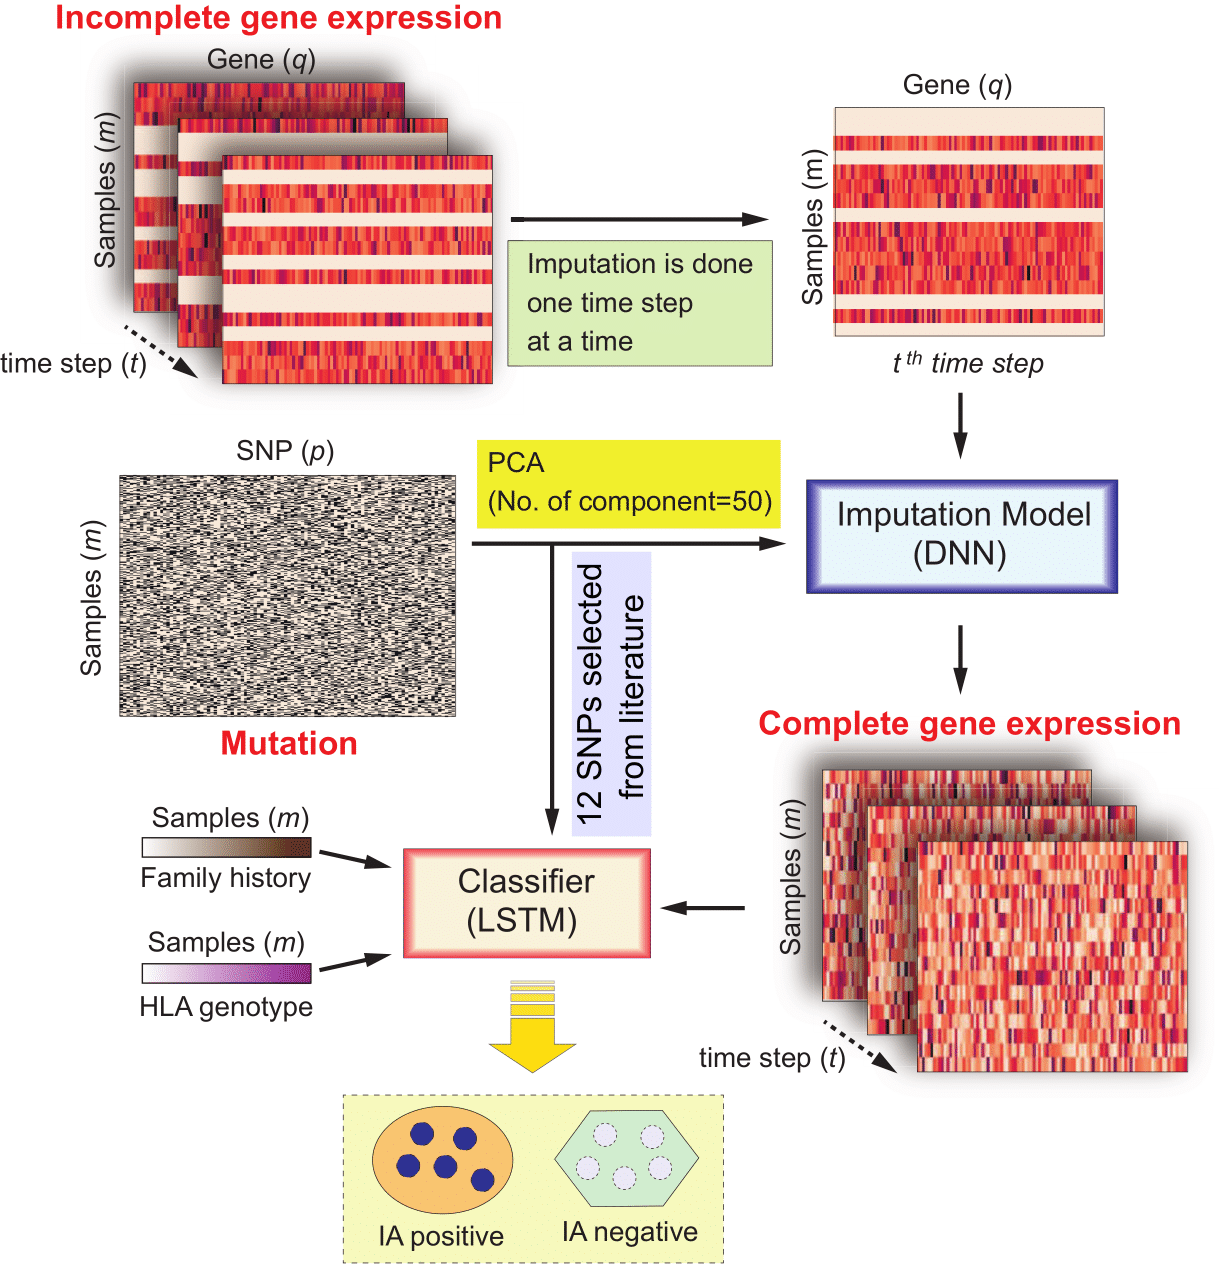 Incomplete gene expression
Gene (q)
Samples (m)
time step (t)
Imputation is done
one time step
at a time
Gene (q)
Samples (m)
t th time step
SNP (p)
Samples (m)
Mutation
PCA
(No. of component=50)
Imputation Model
(DNN)
12 SNPs selected
from literature
Complete gene expression
Samples (m)
time step (t)
Samples (m)
Family history
Samples (m)
HLA genotype
Classifier
(LSTM)
IA positive
IA negative